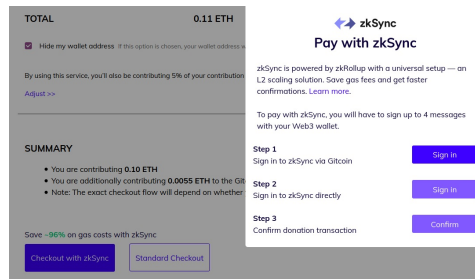 TOTAL 0.11 ETH
Hide my wallet address If this option is chosen, your wallet address w
By using this service, you'll also be contributing 5% of your contribution
Adjust >>
SUMMARY
You are contributing 0.10 ETH
You are additionally contributing 0.0055 ETH to the Git
Note: The exact checkout flow will depend on whether
Save ~96% on gas costs with zkSync
Checkout with zkSync
Standard Checkout
zkSync
Pay with zkSync
zkSync is powered by zkRollup with a universal setup — an
L2 scaling solution. Save gas fees and get faster
confirmations. Learn more.
To pay with zkSync, you will have to sign up to 4 messages
with your Web3 wallet.
Step 1
Sign in to zkSync via Gitcoin
Sign in
Step 2
Sign in to zkSync directly
Sign in
Step 3
Confirm donation transaction
Confirm